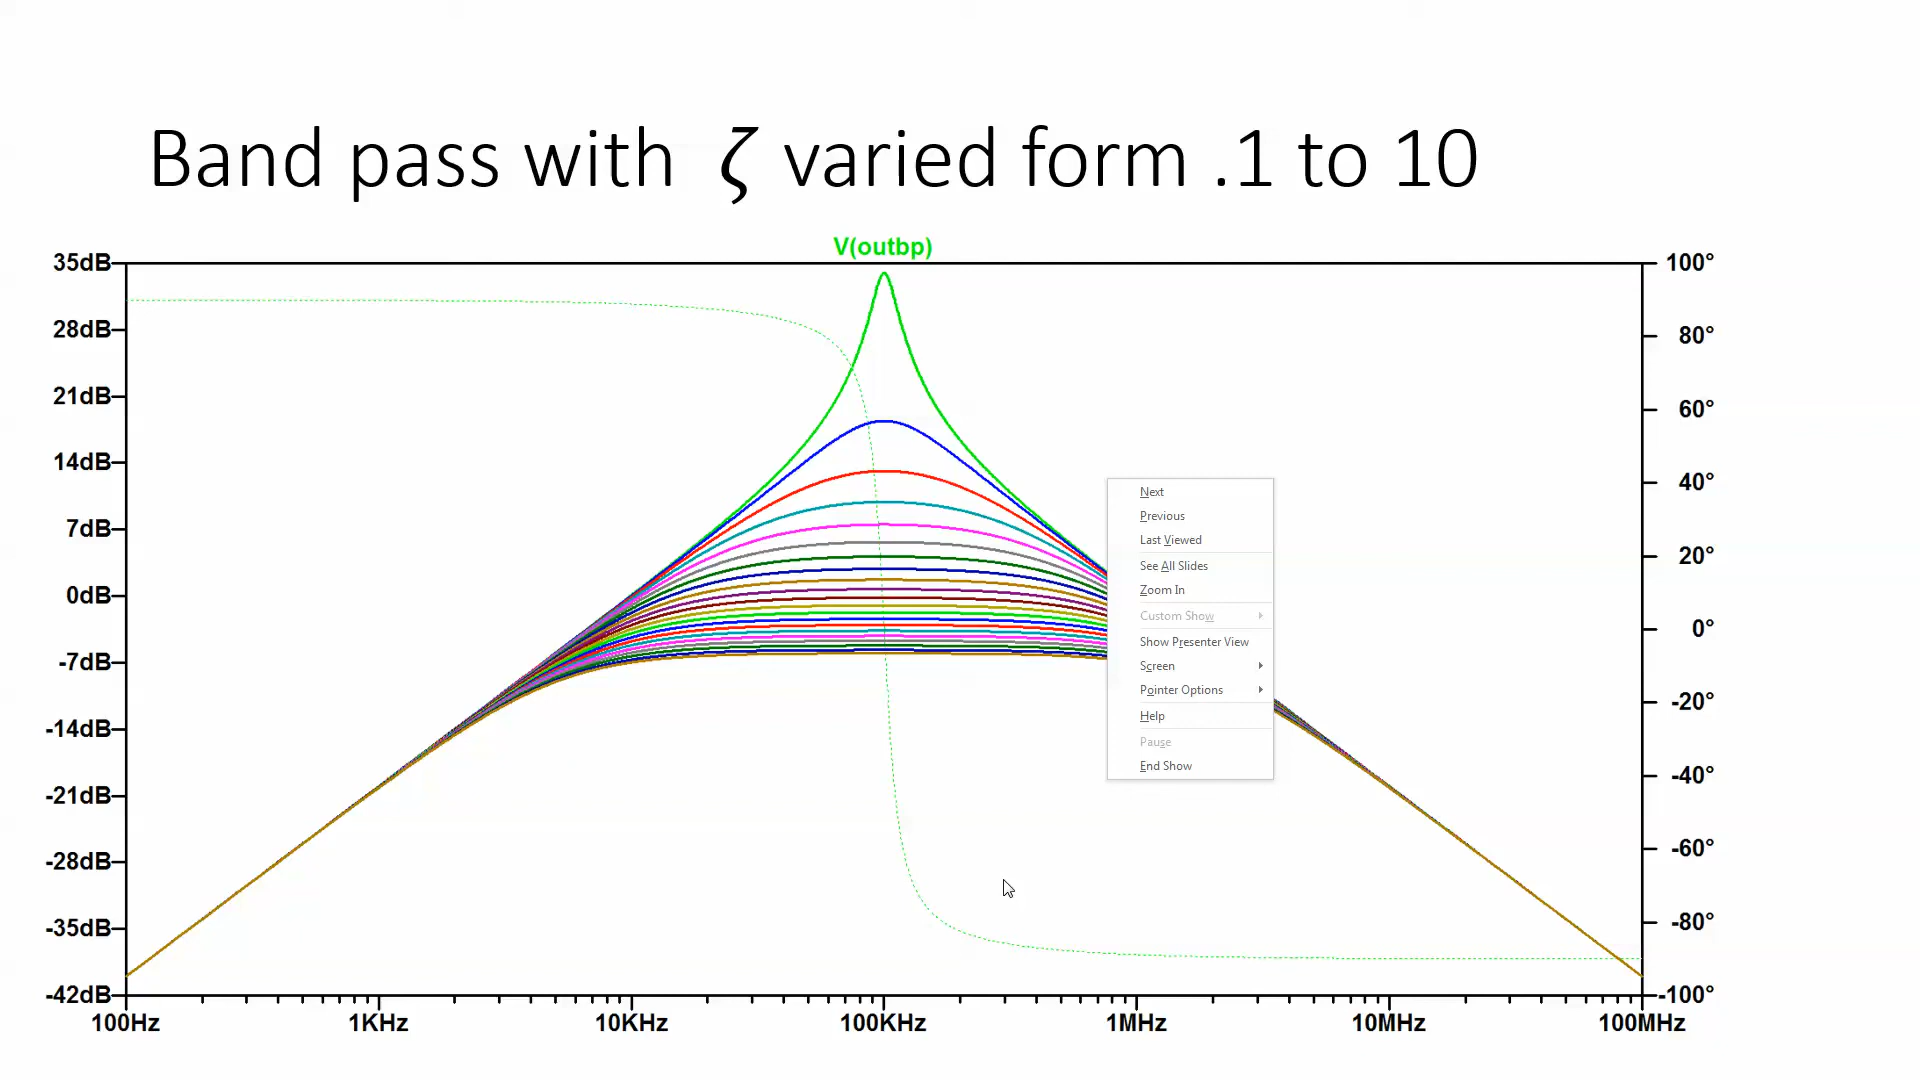 Band pass with ζ varied form .1 to 10
V(outbp)
35dB
28dB
21dB
14dB
7dB
0dB
-7dB
-14dB
-21dB
-28dB
-35dB
-42dB
100°
80°
60°
40°
20°
0°
-20°
-40°
-60°
-80°
-100°
Next
Previous
Last Viewed
See All Slides
Zoom In
Custom Show
Show Presenter View
Screen
Pointer Options
Help
Pause
End Show
100Hz 1KHz 10KHz 100KHz 1MHz 10MHz 100MHz